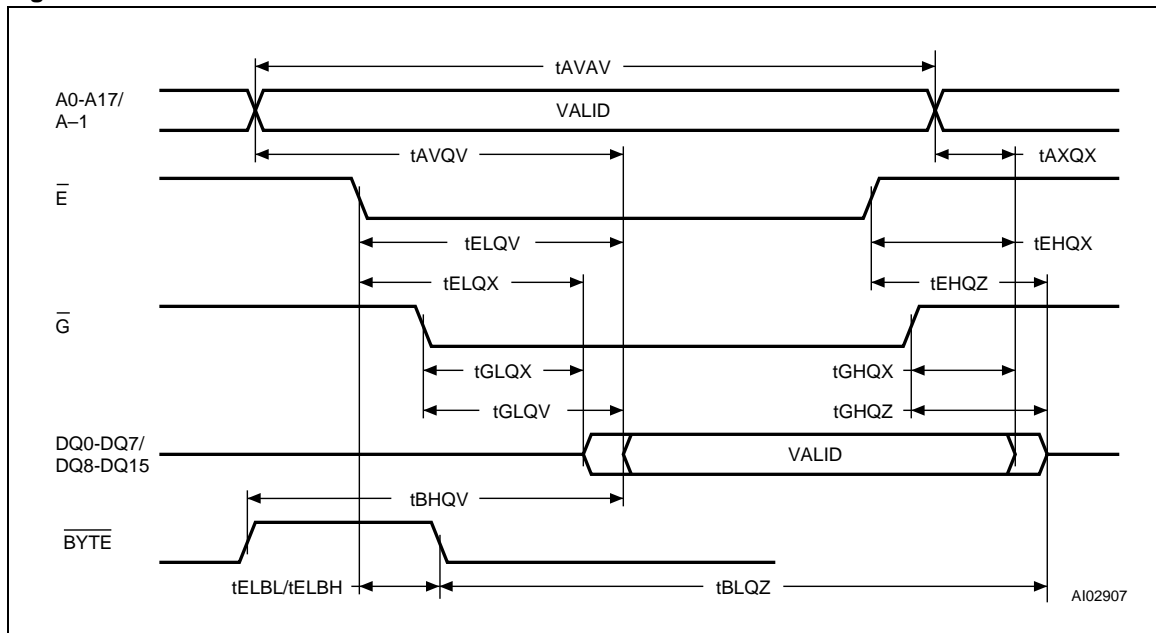 tAVAV
A0-A17/
A–1
VALID
tAVQV
tAXQX
E
tELQV
tEHQX
tELQX
tEHQZ
G
tGLQX
tGHQX
tGLQV
tGHQZ
DQ0-DQ7/
DQ8-DQ15
VALID
tBHQV
BYTE
tELBL/tELBH
tBLQZ
AI02907